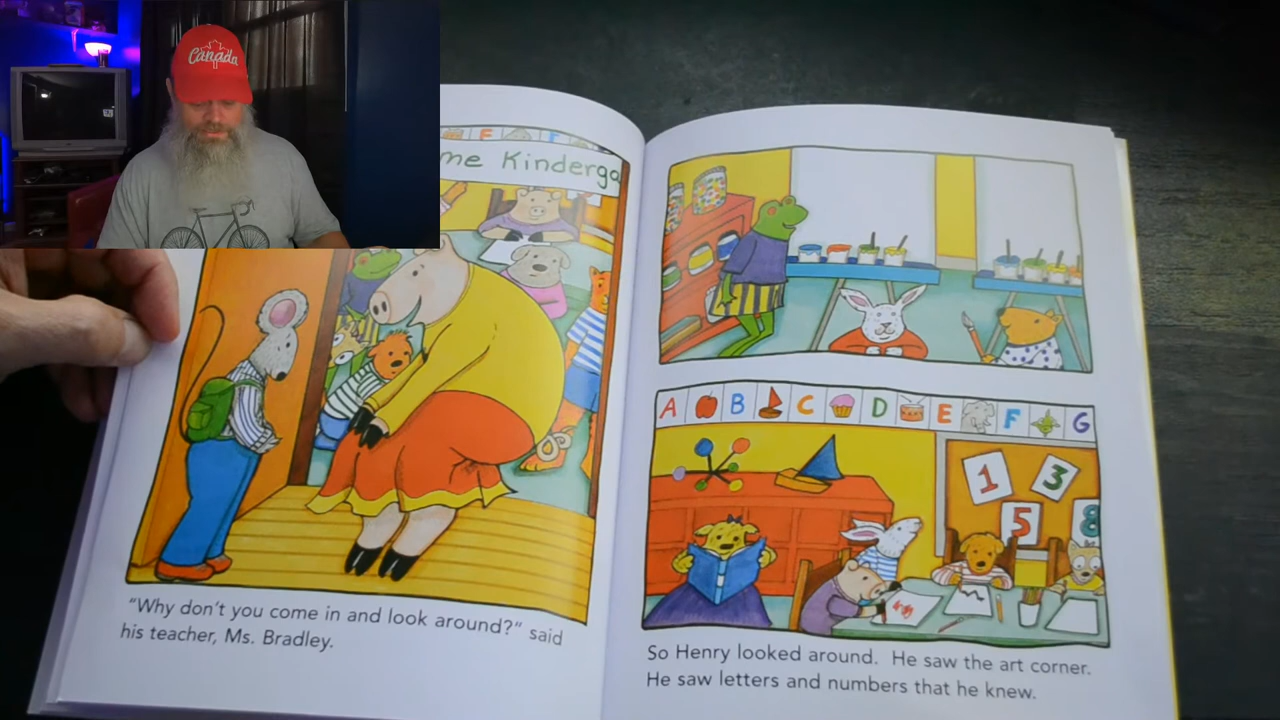 Canada
me Kinderga
"Why don't you come in and look around?" said
his teacher, Ms. Bradley.
A B C D E F G
1 3
5 8
So Henry looked around. He saw the art corner.
He saw letters and numbers that he knew.